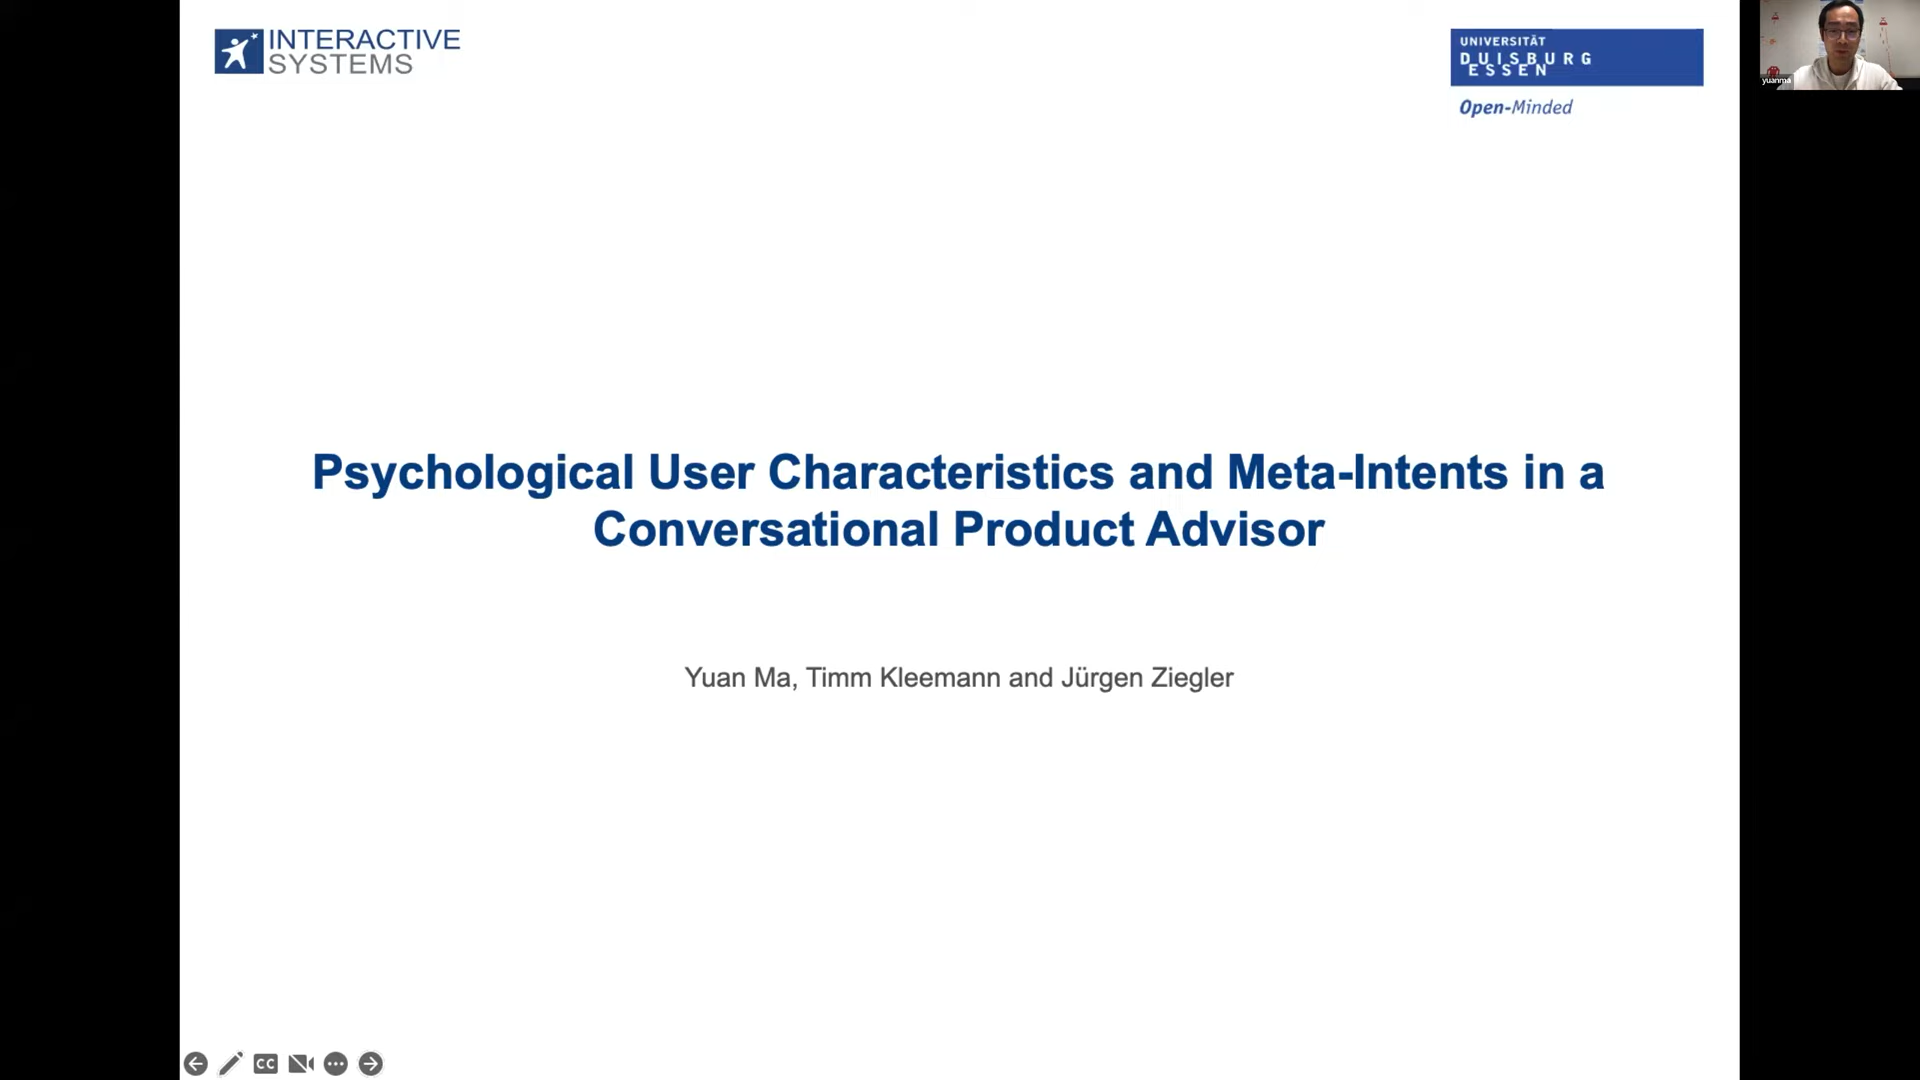 INTERACTIVE
SYSTEMS
UNIVERSITÄT
DUISBURG
ESSEN
Open-Minded
yuanma
Psychological User Characteristics and Meta-Intents in a
Conversational Product Advisor
Yuan Ma, Timm Kleemann and Jürgen Ziegler
CC